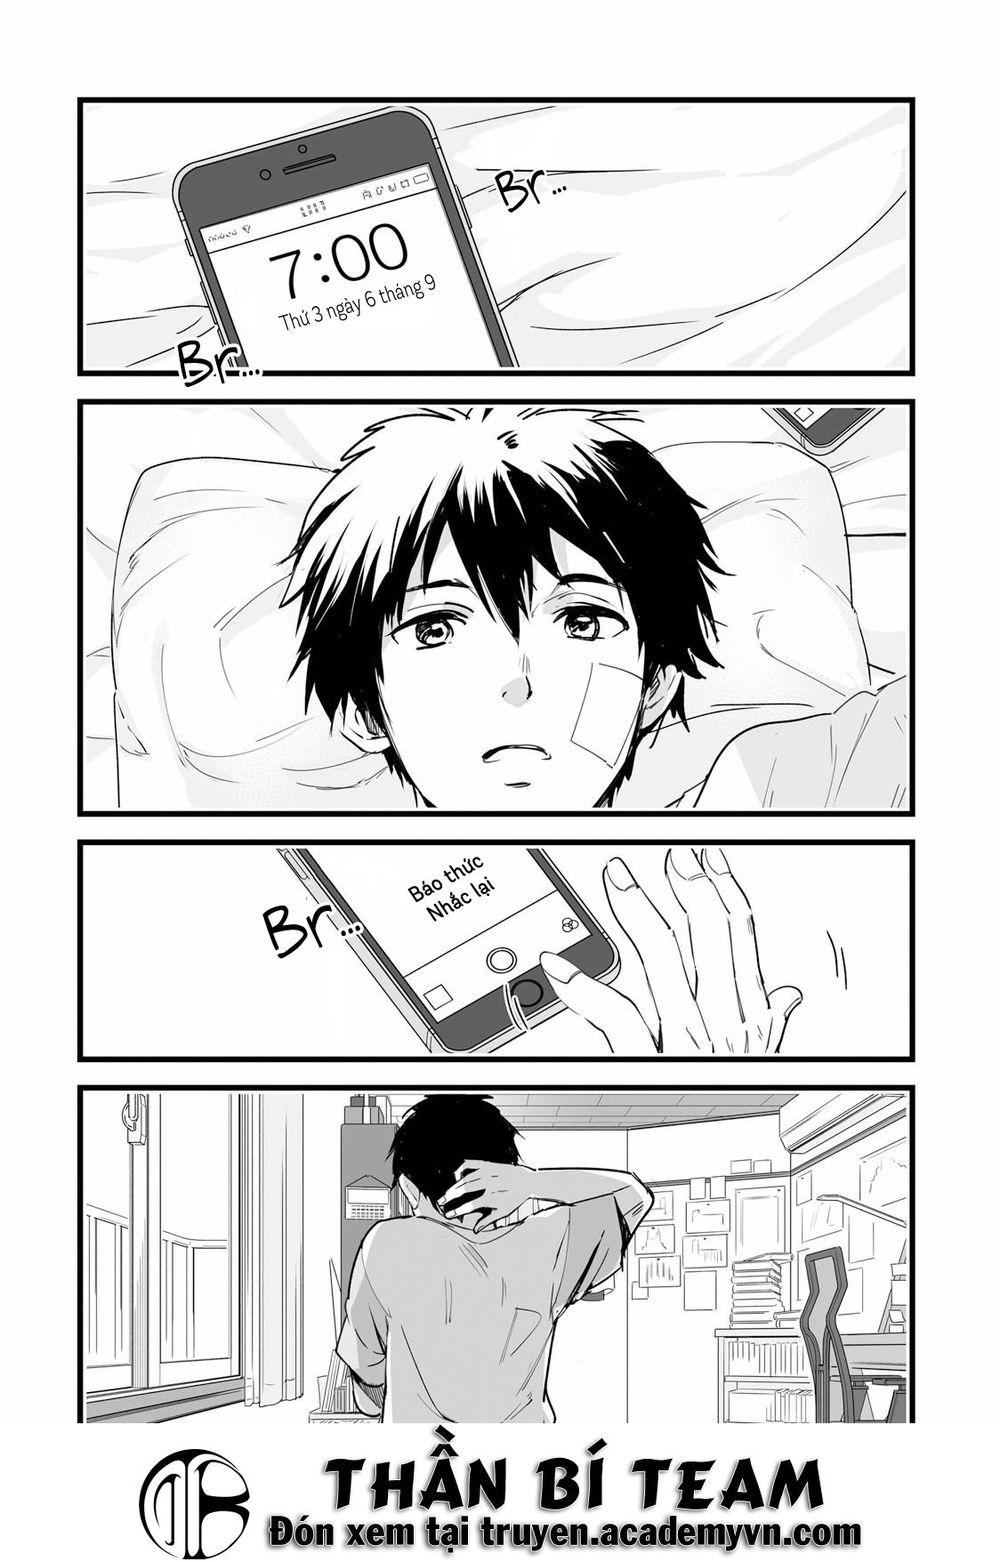 Br...
7:00
Thứ 3 ngày 6 tháng 9
Br...
Báo thức
Nhắc lại
Br...
THẦN BÍ TEAM
Đón xem tại truyen.academyvn.com